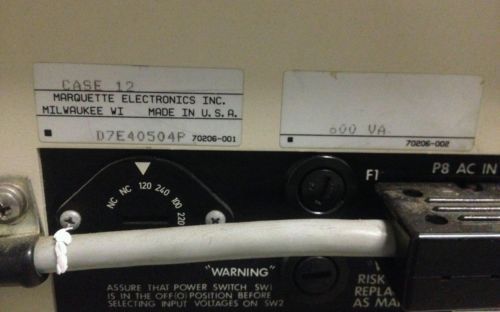 CASE 12
MARQUETTE ELECTRONICS INC.
MILWAUKEE WI MADE IN U.S.A.
D7E40504P 70206-001
600 VA
70206-002
NC NC 120 240 100 220
F1
P8 AC IN
"WARNING"
ASSURE THAT POWER SWITCH SW1
IS IN THE OFF(O) POSITION BEFORE
SELECTING INPUT VOLTAGES ON SW2
RISK
REPLA
AS MA